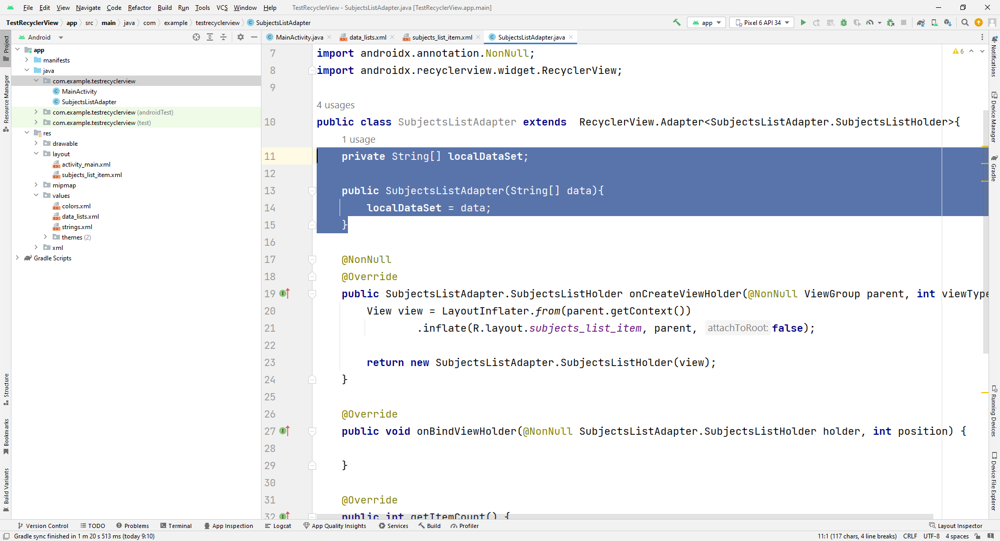 File Edit View Navigate Code Refactor Build Run Tools VCS Window Help TestRecyclerView - SubjectsListAdapter.java [TestRecyclerView.app.main]
TestRecyclerView app src main java com example testrecyclerview SubjectsListAdapter app Pixel 6 API 34
Android
MainActivity.java data_lists.xml subjects_list_item.xml SubjectsListAdapter.java
Project
Resource Manager
Structure
Bookmarks
Build Variants
app
manifests
java
com.example.testrecyclerview
MainActivity
SubjectsListAdapter
com.example.testrecyclerview (androidTest)
com.example.testrecyclerview (test)
res
drawable
layout
activity_main.xml
subjects_list_item.xml
mipmap
values
colors.xml
data_lists.xml
strings.xml
themes (2)
xml
Gradle Scripts
7 import androidx.annotation.NonNull;
8 import androidx.recyclerview.widget.RecyclerView;
9
4 usages
10 public class SubjectsListAdapter extends  RecyclerView.Adapter<SubjectsListAdapter.SubjectsListHolder>{
1 usage
11 private String[] localDataSet;
12
13 public SubjectsListAdapter(String[] data){
14 localDataSet = data;
15 }
16
17 @NonNull
18 @Override
19 public SubjectsListAdapter.SubjectsListHolder onCreateViewHolder(@NonNull ViewGroup parent, int viewType
20 View view = LayoutInflater.from(parent.getContext())
21 .inflate(R.layout.subjects_list_item, parent, attachToRoot: false);
22
23 return new SubjectsListAdapter.SubjectsListHolder(view);
24 }
25
26 @Override
27 public void onBindViewHolder(@NonNull SubjectsListAdapter.SubjectsListHolder holder, int position) {
28
29 }
30
31 @Override
32 public int getItemCount() {
6
Notifications
Device Manager
Gradle
Running Devices
Device File Explorer
Version Control TODO Problems Terminal App Inspection Logcat App Quality Insights Services Build Profiler Layout Inspector
Gradle sync finished in 1 m 20 s 513 ms (today 9:10) 11:1 (117 chars, 4 line breaks) CRLF UTF-8 4 spaces